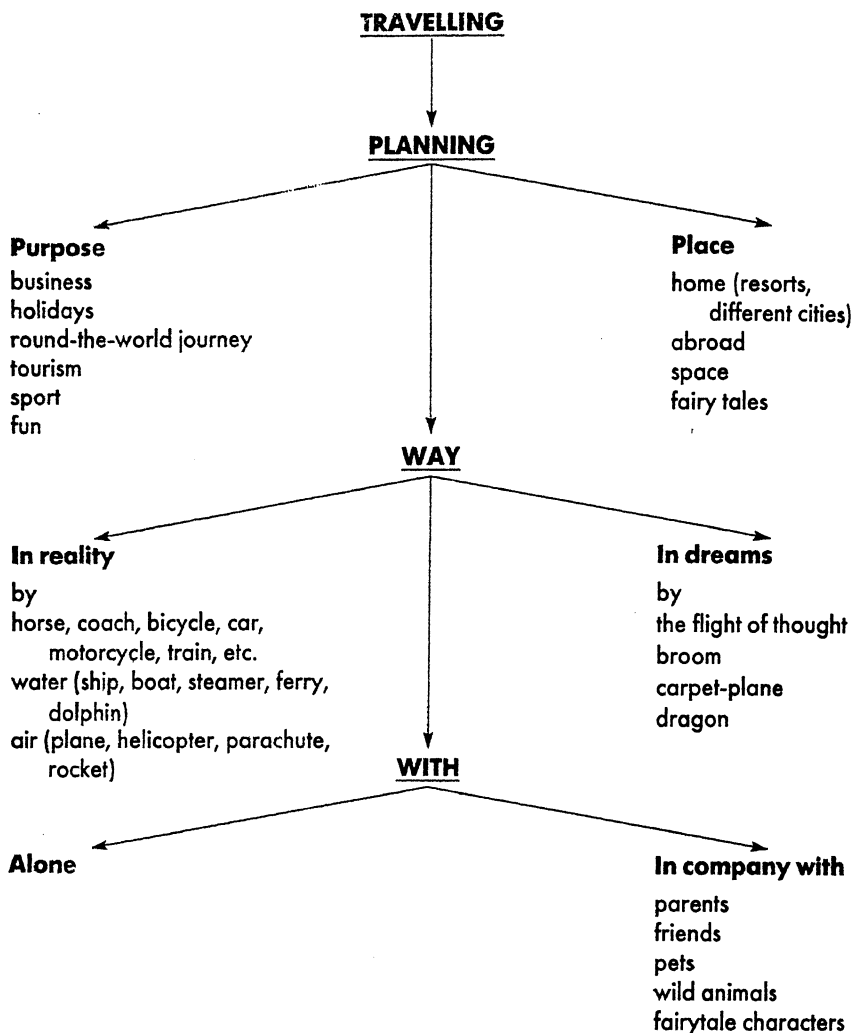 TRAVELLING
PLANNING
Purpose
business
holidays
round-the-world journey
tourism
sport
fun
Place
home (resorts,
different cities)
abroad
space
fairy tales
WAY
In reality
by
horse, coach, bicycle, car,
motorcycle, train, etc.
water (ship, boat, steamer, ferry,
dolphin)
air (plane, helicopter, parachute,
rocket)
In dreams
by
the flight of thought
broom
carpet-plane
dragon
WITH
Alone
In company with
parents
friends
pets
wild animals
fairytale characters